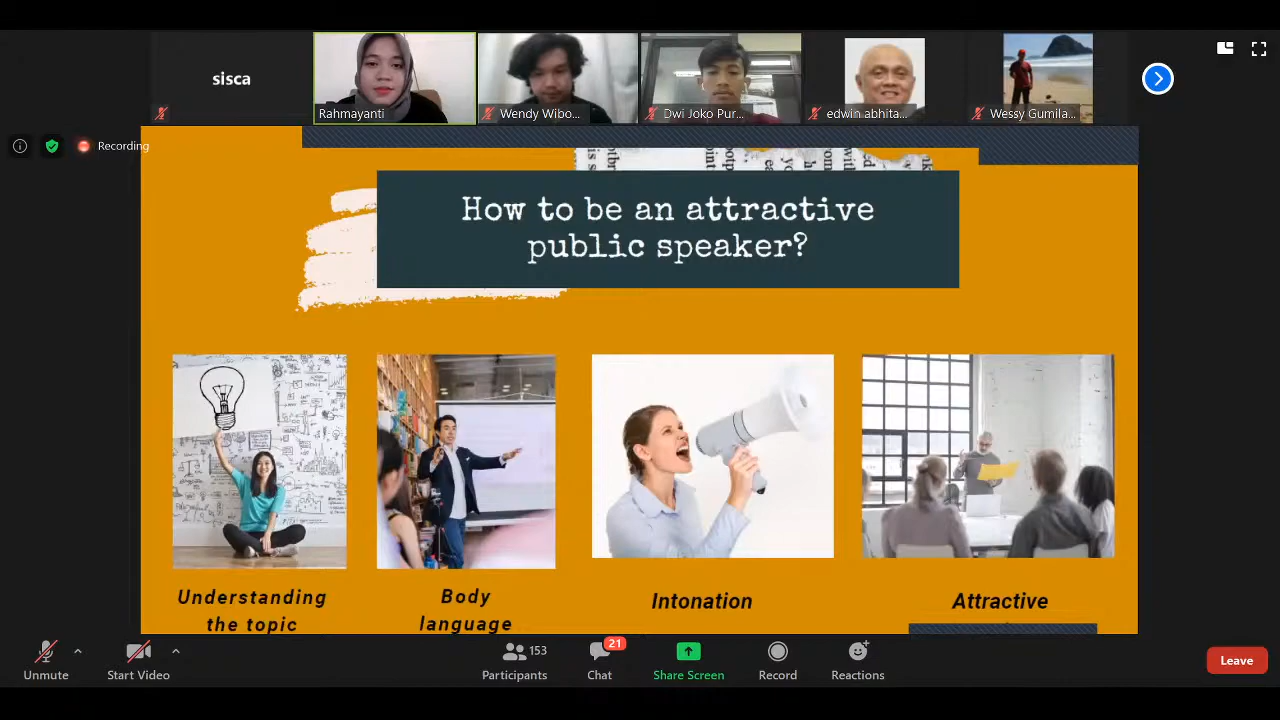 sisca
Rahmayanti
Wendy Wibo...
Dwi Joko Pur...
edwin abhita...
Wessy Gumila...
Recording
How to be an attractive
public speaker?
Understanding
the topic
Body
language
Intonation
Attractive
Unmute
Start Video
153
Participants
21
Chat
Share Screen
Record
Reactions
Leave